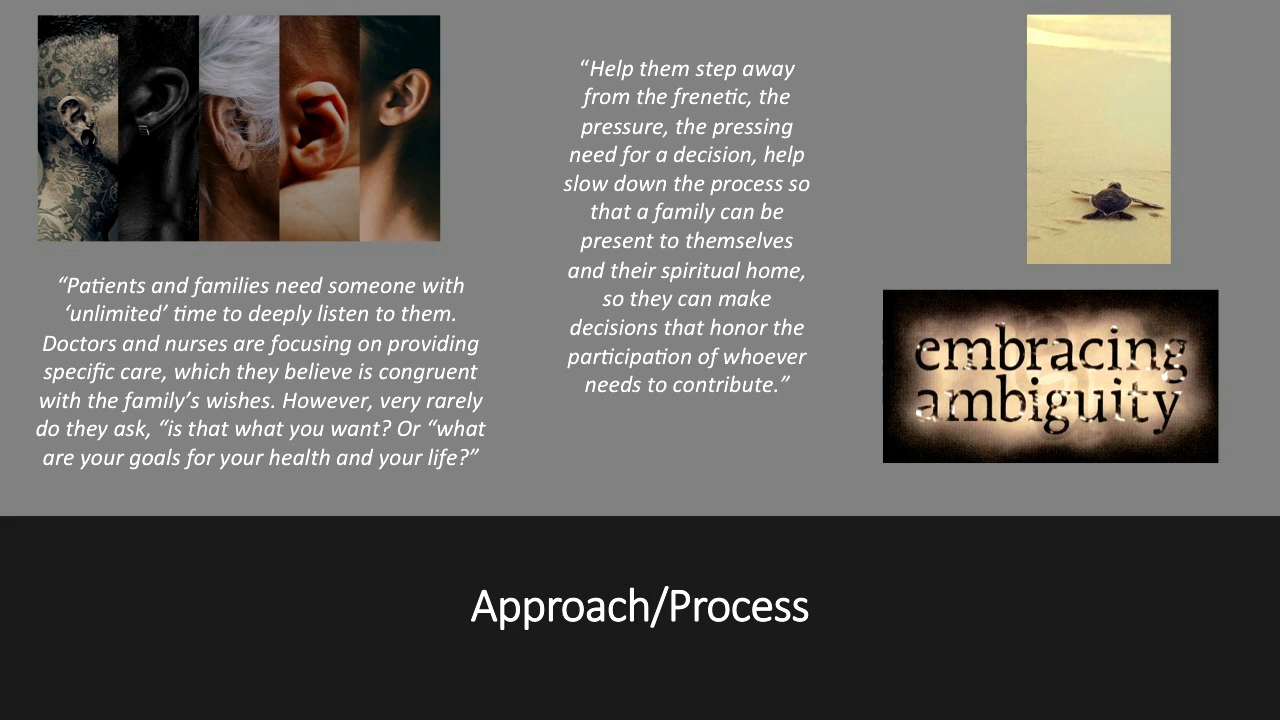 “Patients and families need someone with
‘unlimited’ time to deeply listen to them.
Doctors and nurses are focusing on providing
specific care, which they believe is congruent
with the family’s wishes. However, very rarely
do they ask, “is that what you want? Or “what
are your goals for your health and your life?”
“Help them step away
from the frenetic, the
pressure, the pressing
need for a decision, help
slow down the process so
that a family can be
present to themselves
and their spiritual home,
so they can make
decisions that honor the
participation of whoever
needs to contribute.”
embracing
ambiguity
Approach/Process